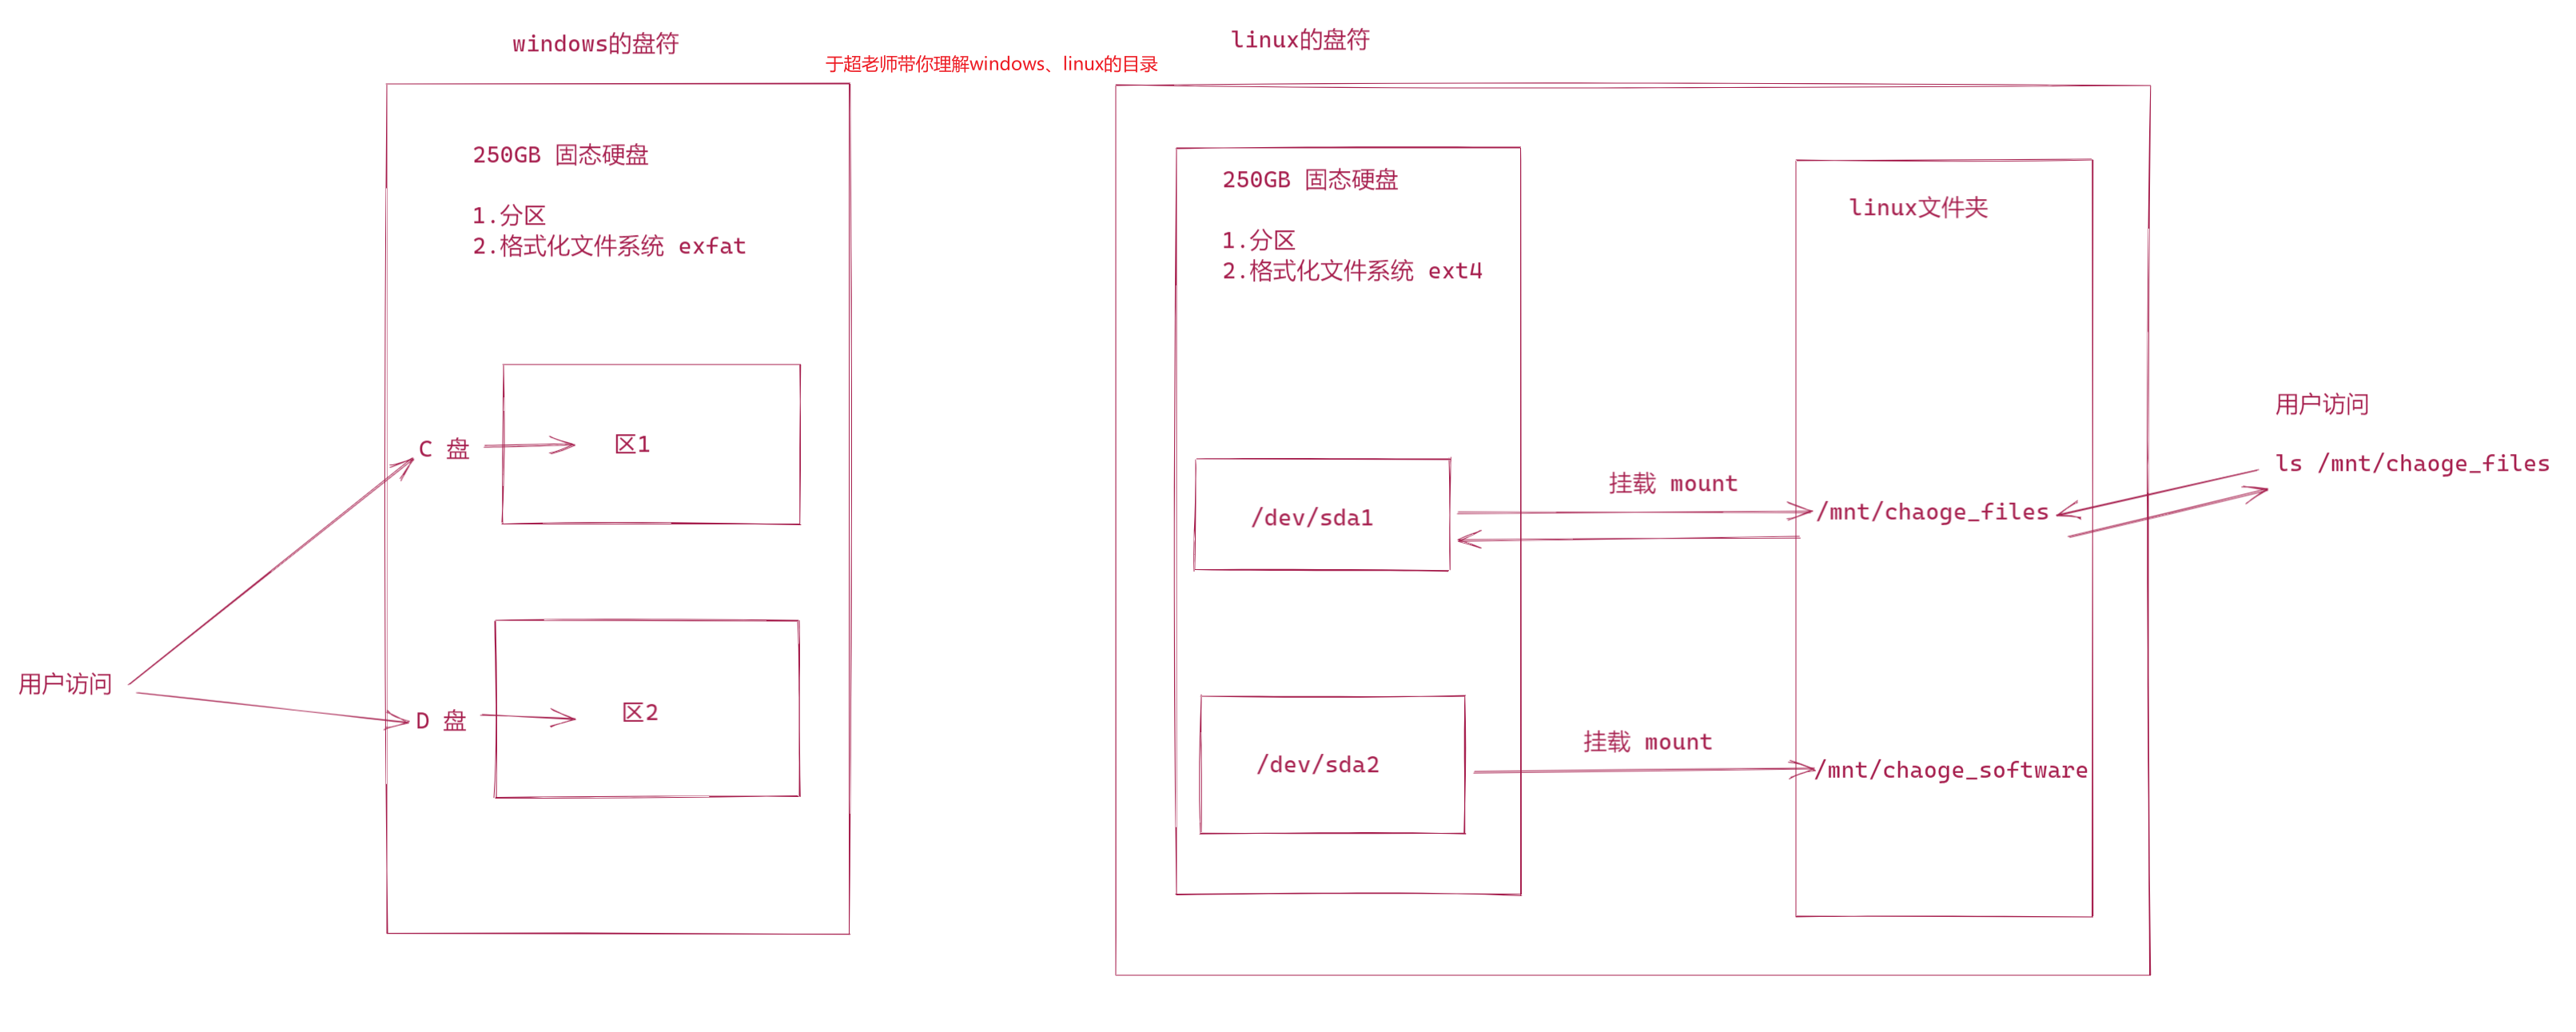 windows的盘符
于超老师带你理解windows、linux的目录
linux的盘符
250GB 固态硬盘
1.分区
2.格式化文件系统 exfat
C 盘
区1
用户访问
D 盘
区2
250GB 固态硬盘
1.分区
2.格式化文件系统 ext4
linux文件夹
/dev/sda1
挂载 mount
/mnt/chaoge_files
用户访问
ls /mnt/chaoge_files
/dev/sda2
挂载 mount
/mnt/chaoge_software